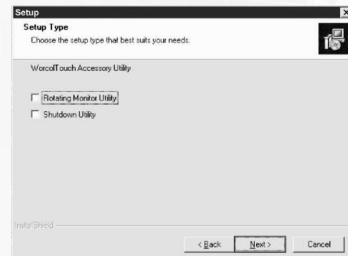 Setup
Setup Type
Choose the setup type that best suits your needs.
WorcolTouch Accessory Utility
Rotating Monitor Utility
Shutdown Utility
InstallShield
< Back
Next >
Cancel